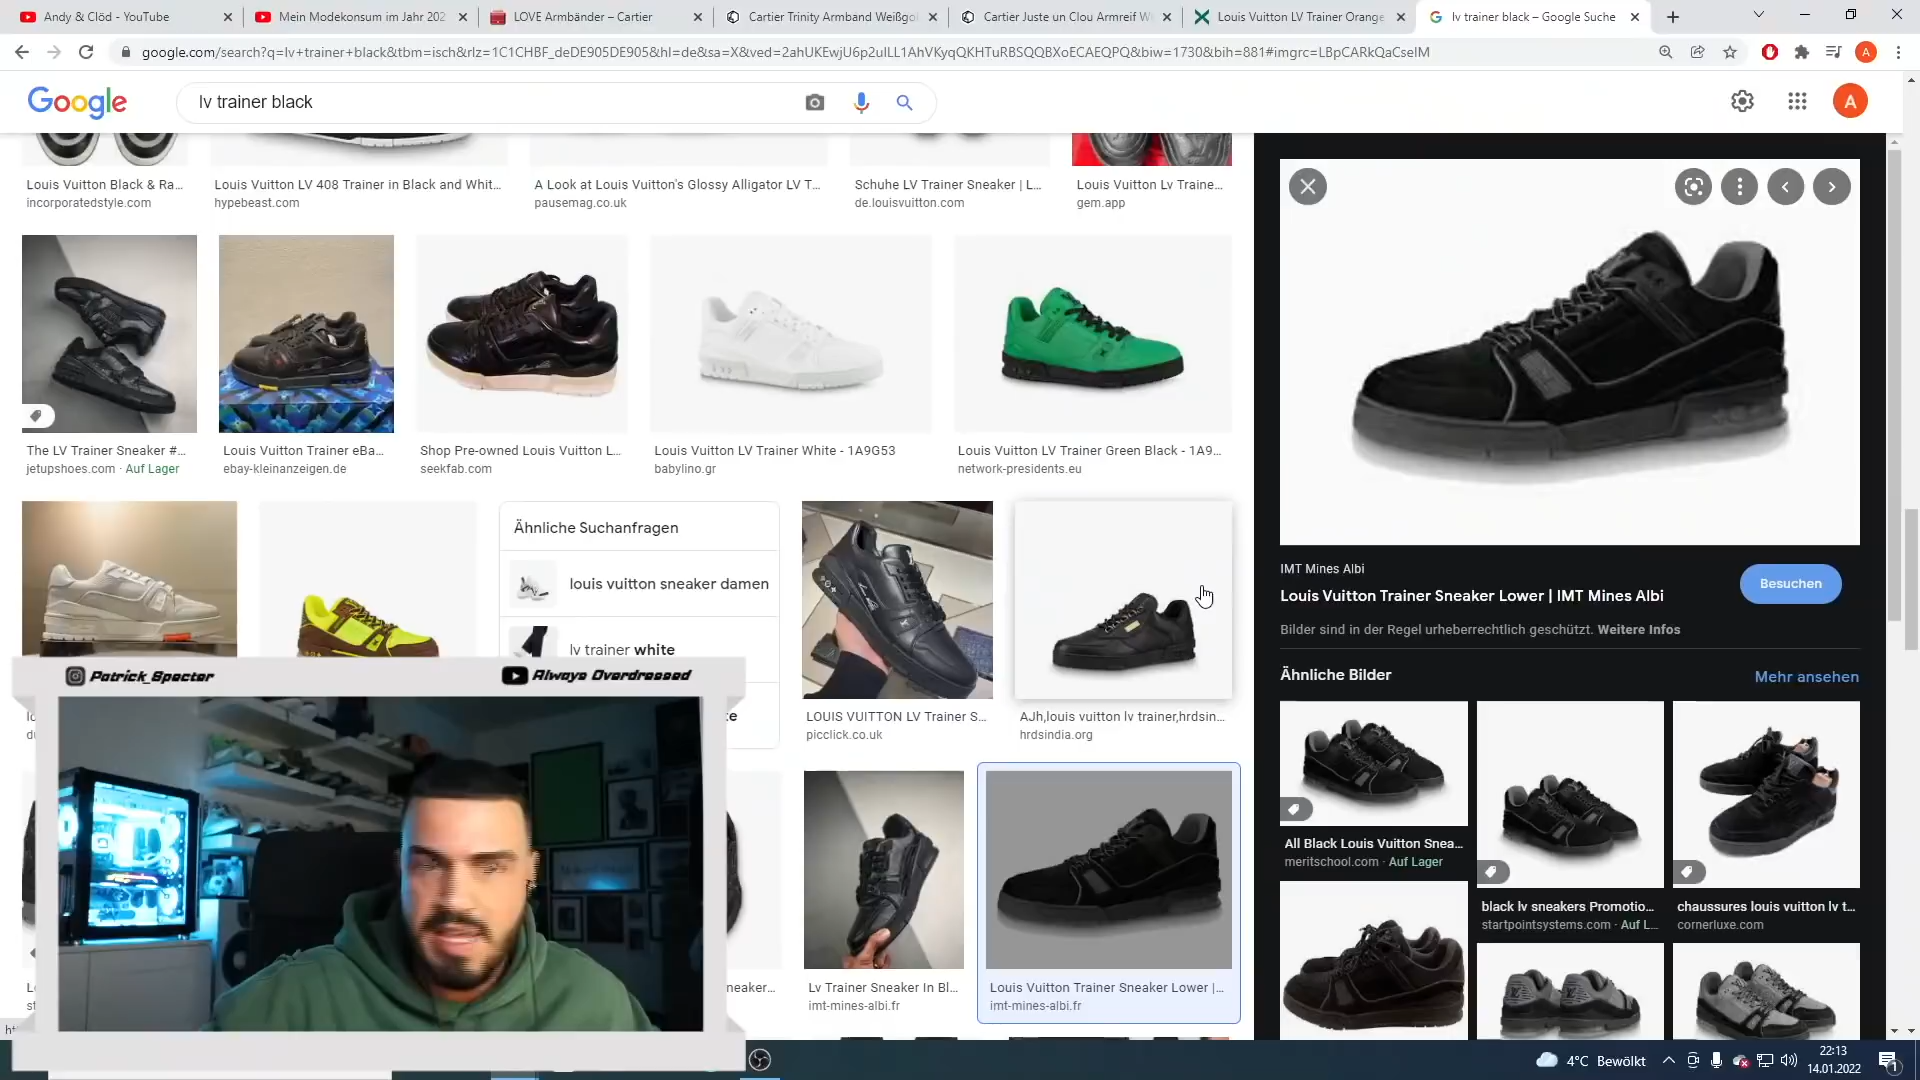 Andy & Clöd - YouTube
Mein Modekonsum im Jahr 202
LOVE Armbänder – Cartier
Cartier Trinity Armband Weißgol
Cartier Juste un Clou Armreif W
Louis Vuitton LV Trainer Orange
lv trainer black – Google Suche
google.com/search?q=lv+trainer+black&tbm=isch&rlz=1C1CHBF_deDE905DE905&hl=de&sa=X&ved=2ahUKEwjU6p2uILL1AhVKyqQKHTuRBSQQBXoECAEQPQ&biw=1730&bih=881#imgrc=LBpCARkQaCseIM
A
Google
lv trainer black
A
Louis Vuitton Black & Ra...
incorporatedstyle.com
Louis Vuitton LV 408 Trainer in Black and Whit...
hypebeast.com
A Look at Louis Vuitton's Glossy Alligator LV T...
pausemag.co.uk
Schuhe LV Trainer Sneaker | L...
de.louisvuitton.com
Louis Vuitton Lv Traine...
gem.app
The LV Trainer Sneaker #...
jetupshoes.com · Auf Lager
Louis Vuitton Trainer eBa...
ebay-kleinanzeigen.de
Shop Pre-owned Louis Vuitton L...
seekfab.com
Louis Vuitton LV Trainer White - 1A9G53
babylino.gr
Louis Vuitton LV Trainer Green Black - 1A9...
network-presidents.eu
Ähnliche Suchanfragen
louis vuitton sneaker damen
lv trainer white
te
LOUIS VUITTON LV Trainer S...
picclick.co.uk
AJh,louis vuitton lv trainer,hrdsin...
hrdsindia.org
Patrick_Specter
Always Overdressed
neaker...
Lv Trainer Sneaker In Bl...
imt-mines-albi.fr
Louis Vuitton Trainer Sneaker Lower |...
imt-mines-albi.fr
IMT Mines Albi
Louis Vuitton Trainer Sneaker Lower | IMT Mines Albi
Besuchen
Bilder sind in der Regel urheberrechtlich geschützt. Weitere Infos
Ähnliche Bilder
Mehr ansehen
All Black Louis Vuitton Snea...
meritschool.com · Auf Lager
black lv sneakers Promotio...
startpointsystems.com · Auf L...
chaussures louis vuitton lv t...
cornerluxe.com
4°C Bewölkt
22:13
14.01.2022
1